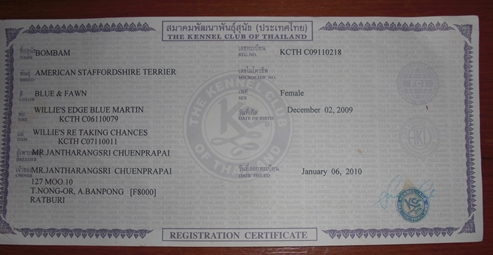 สมาคมพัฒนาพันธุ์สุนัข (ประเทศไทย)
THE KENNEL CLUB OF THAILAND
BOMBAM KCTH C09110218
AMERICAN STAFFORDSHIRE TERRIER
BLUE & FAWN Female
WILLIE'S EDGE BLUE MARTIN December 02, 2009
KCTH C06110079
WILLIE'S RE TAKING CHANCES
KCTH C07110011
MR.JANTHARANGSRI CHUENPRAPAI
MR.JANTHARANGSRI CHUENPRAPAI January 06, 2010
127 MOO.10
T.NONG-OR, A.BANPONG [F8000]
RATBURI
REGISTRATION CERTIFICATE